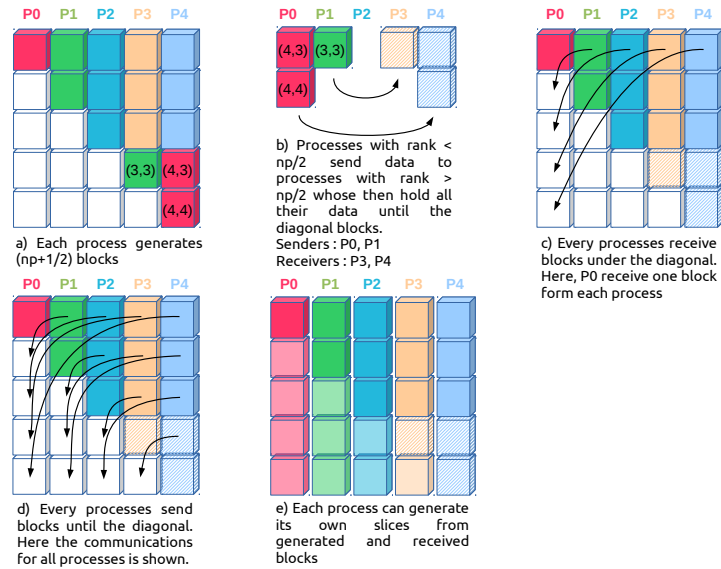 P0 P1 P2 P3 P4
(3,3) (4,3)
(4,4)
a) Each process generates
(np+1/2) blocks
P0 P1 P2 P3 P4
(4,3) (3,3)
(4,4)
b) Processes with rank <
np/2 send data to
processes with rank >
np/2 whose then hold all
their data until the
diagonal blocks.
Senders : P0, P1
Receivers : P3, P4
P0 P1 P2 P3 P4
c) Every processes receive
blocks under the diagonal.
Here, P0 receive one block
form each process
P0 P1 P2 P3 P4
d) Every processes send
blocks until the diagonal.
Here the communications
for all processes is shown.
P0 P1 P2 P3 P4
e) Each process can generate
its own slices from
generated and received
blocks